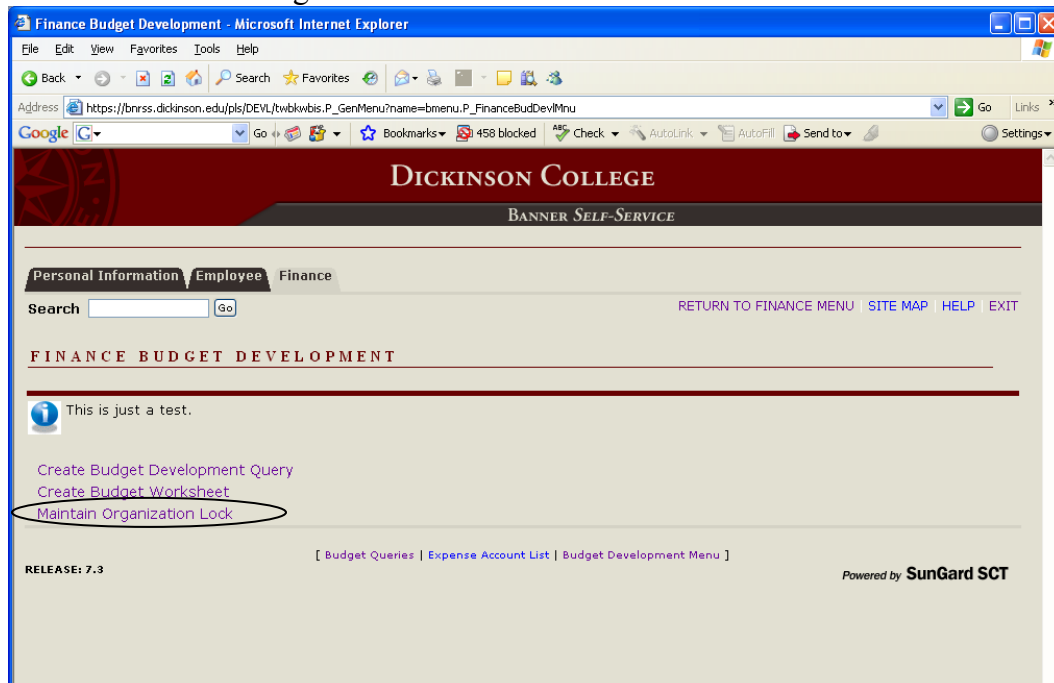 Finance Budget Development - Microsoft Internet Explorer
File Edit View Favorites Tools Help
Back Search Favorites
Address https://bnrss.dickinson.edu/pls/DEVL/twbkwbis.P_GenMenu?name=bmenu.P_FinanceBudDevlMnu Go Links
Google G Go Bookmarks 458 blocked Check AutoLink AutoFill Send to Settings
DICKINSON COLLEGE
BANNER SELF-SERVICE
Personal Information Employee Finance
Search Go RETURN TO FINANCE MENU | SITE MAP | HELP | EXIT
FINANCE BUDGET DEVELOPMENT
This is just a test.
Create Budget Development Query
Create Budget Worksheet
Maintain Organization Lock
[ Budget Queries | Expense Account List | Budget Development Menu ]
RELEASE: 7.3
Powered by SunGard SCT